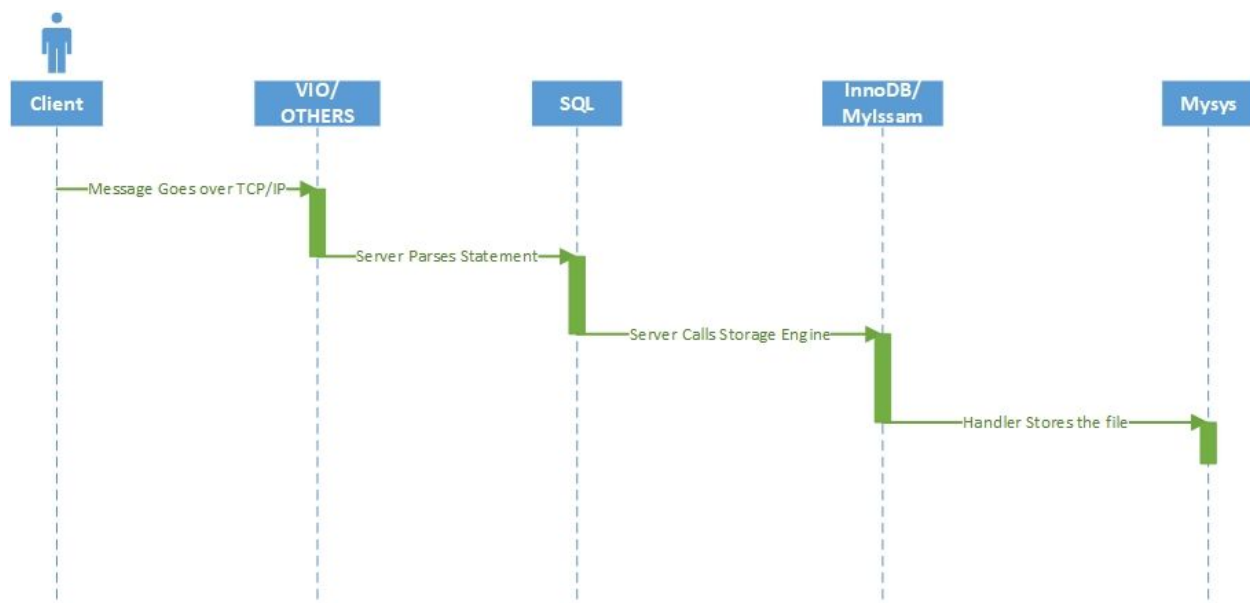 Client
VIO/
OTHERS
SQL
InnoDB/
MyIssam
Mysys
Message Goes over TCP/IP
Server Parses Statement
Server Calls Storage Engine
Handler Stores the file